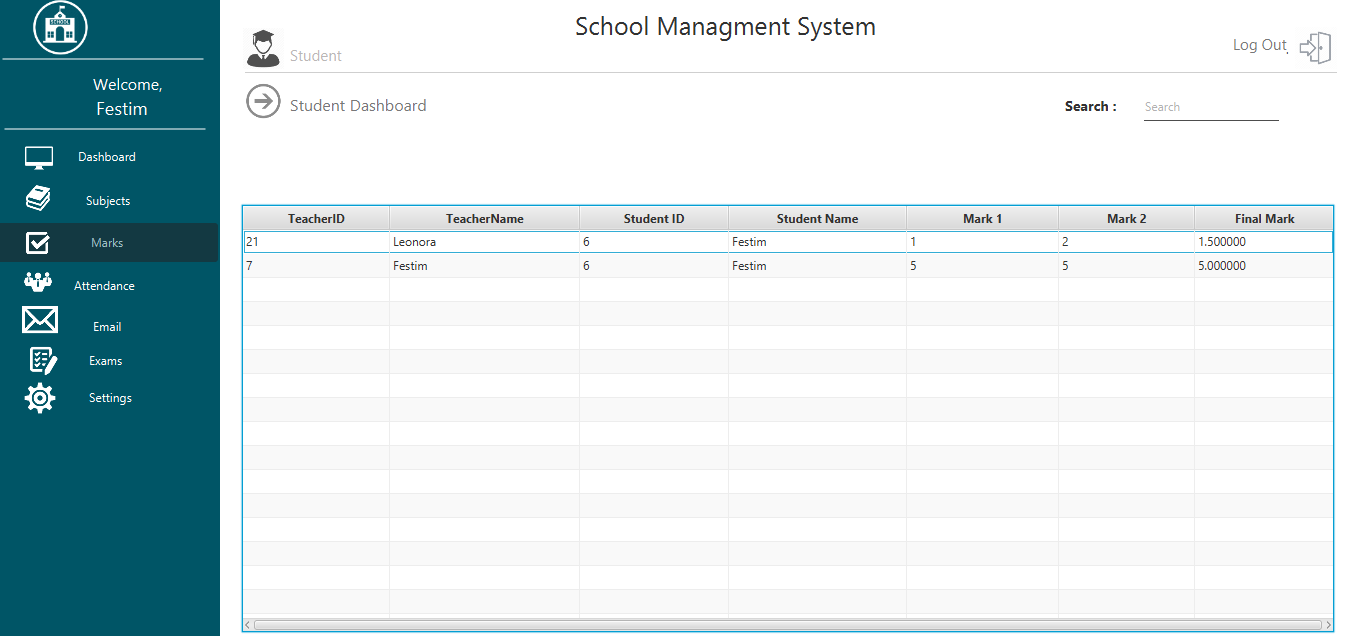 SCHOOL
Welcome,
Festim
Dashboard
Subjects
Marks
Attendance
Email
Exams
Settings
School Managment System
Student
Log Out
Student Dashboard
Search :
Search
TeacherID TeacherName Student ID Student Name Mark 1 Mark 2 Final Mark
21 Leonora 6 Festim 1 2 1.500000
7 Festim 6 Festim 5 5 5.000000